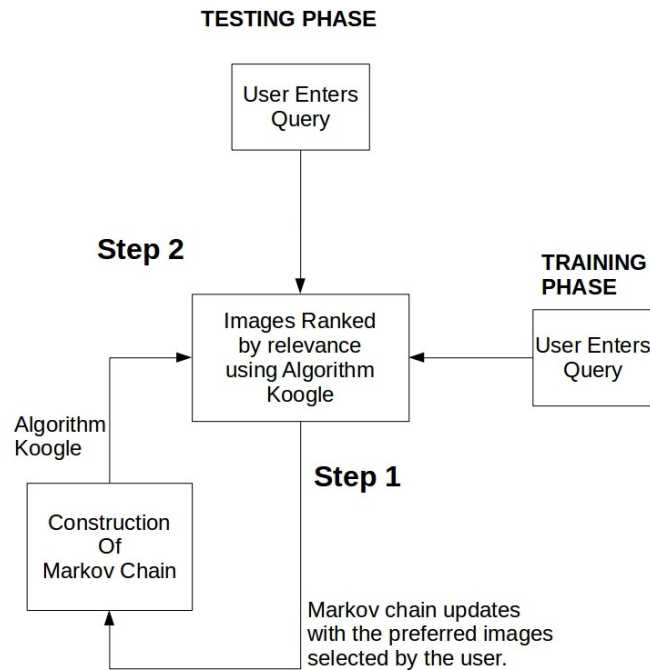 TESTING PHASE
User Enters
Query
Step 2
TRAINING
PHASE
Images Ranked
by relevance
using Algorithm
Koogle
User Enters
Query
Algorithm
Koogle
Step 1
Construction
Of
Markov Chain
Markov chain updates
with the preferred images
selected by the user.